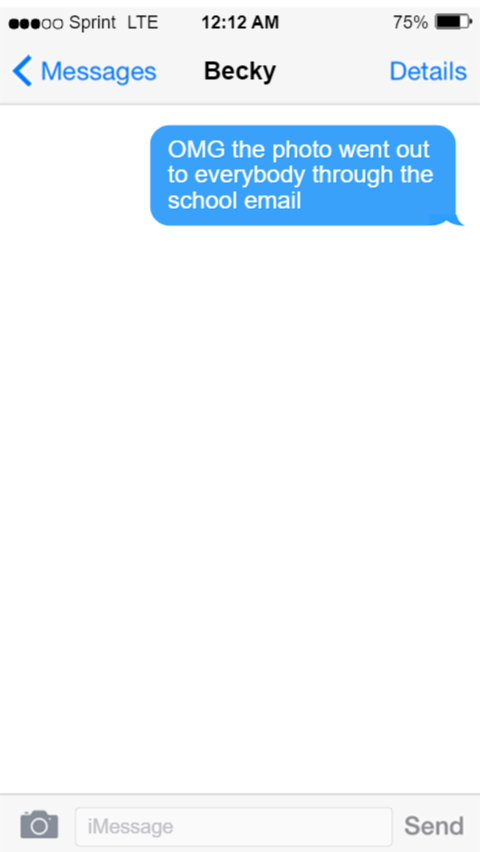 Sprint LTE 12:12 AM 75%
Messages Becky Details
OMG the photo went out
to everybody through the
school email
iMessage Send